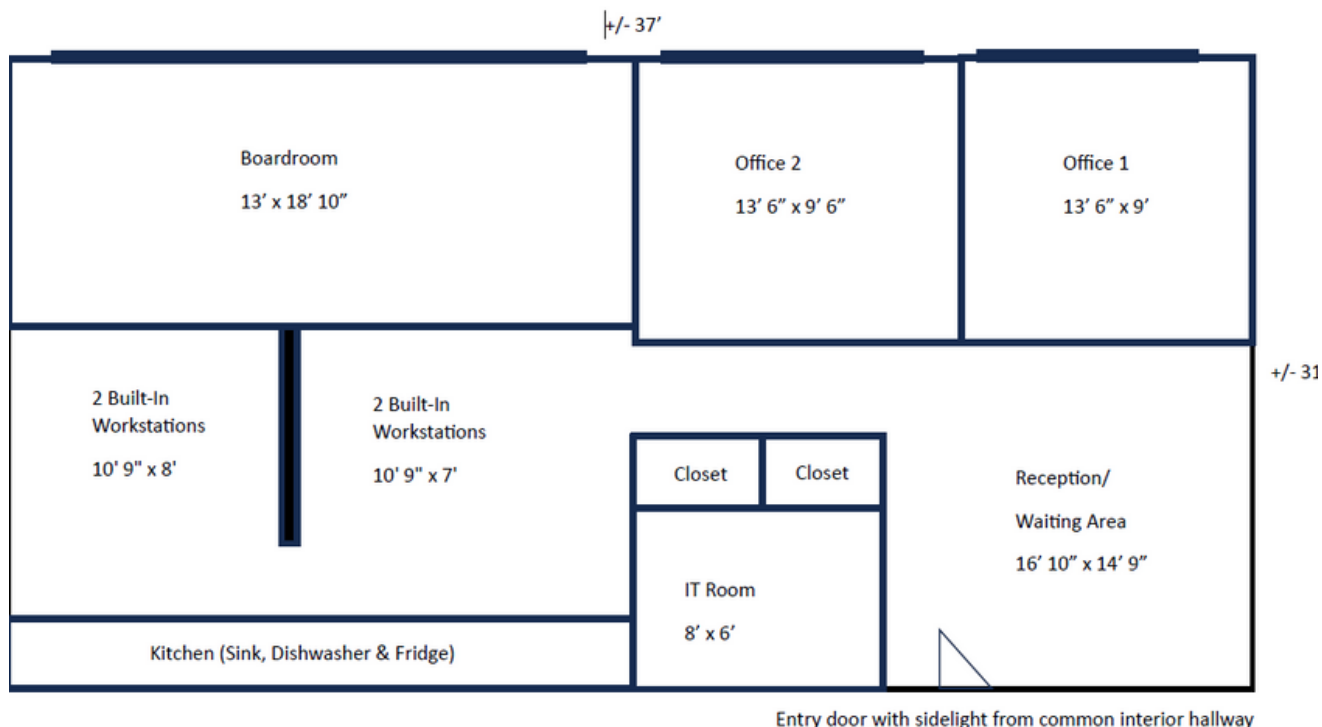 +/- 37’
Boardroom
13’ x 18’ 10”
Office 2
13’ 6” x 9’ 6”
Office 1
13’ 6” x 9’
2 Built-In
Workstations
10' 9" x 8'
2 Built-In
Workstations
10' 9" x 7'
+/- 31
Closet
Closet
Reception/
Waiting Area
16’ 10” x 14’ 9”
IT Room
8’ x 6’
Kitchen (Sink, Dishwasher & Fridge)
Entry door with sidelight from common interior hallway